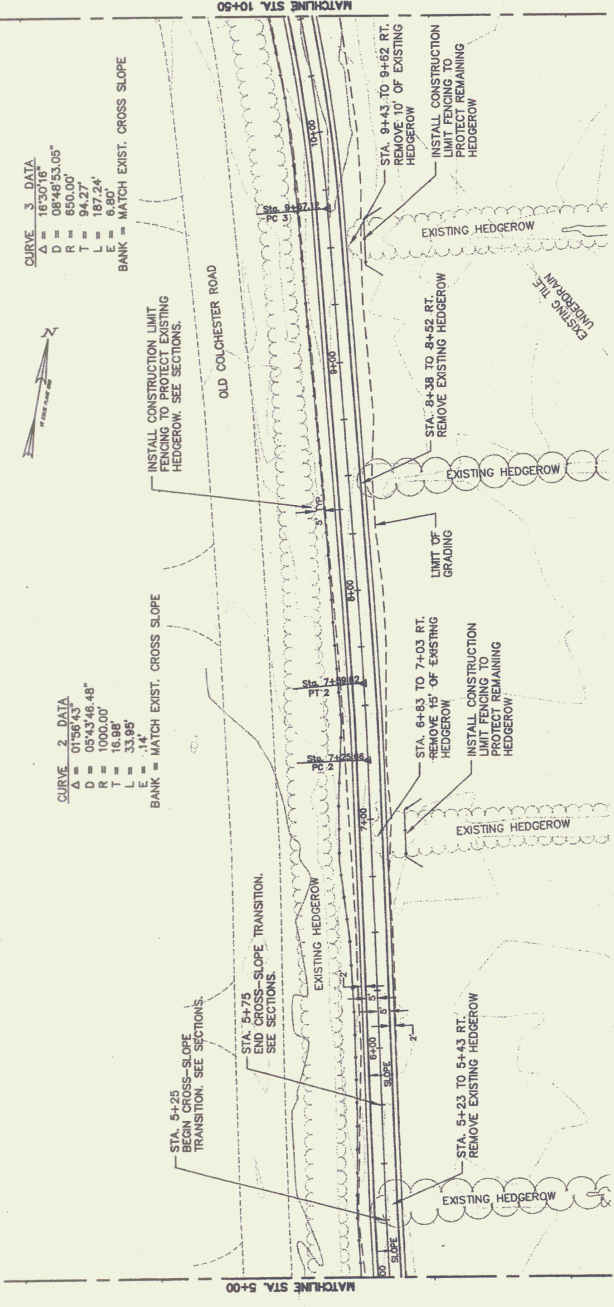 MATCHLINE STA. 10+50
CURVE 3 DATA
Δ = 16°30'16"
D = 08°48'53.05"
R = 650.00'
T = 94.27'
L = 187.24'
E = 6.80'
BANK = MATCH EXIST. CROSS SLOPE
N
OLD COLCHESTER ROAD
INSTALL CONSTRUCTION LIMIT
FENCING TO PROTECT EXISTING
HEDGEROW. SEE SECTIONS.
CURVE 2 DATA
Δ = 01°56'43"
D = 05°43'46.48"
R = 1000.00'
T = 16.98'
L = 33.95'
E = .14'
BANK = MATCH EXIST. CROSS SLOPE
STA. 5+25
BEGIN CROSS-SLOPE
TRANSITION. SEE SECTIONS.
STA. 5+75
END CROSS-SLOPE TRANSITION.
SEE SECTIONS.
EXISTING HEDGEROW
Sta. 7+25.66
PC 2
PT 2
PC 3
5' TYP.
2'
5'
5'
2'
SLOPE
SLOPE
6+00
7+00
8+00
9+00
10+00
STA. 5+23 TO 5+43 RT.
REMOVE EXISTING HEDGEROW
EXISTING HEDGEROW
STA. 6+83 TO 7+03 RT.
REMOVE 15' OF EXISTING
HEDGEROW
INSTALL CONSTRUCTION
LIMIT FENCING TO
PROTECT REMAINING
HEDGEROW
EXISTING HEDGEROW
LIMIT OF
GRADING
STA. 8+38 TO 8+52 RT.
REMOVE EXISTING HEDGEROW
EXISTING HEDGEROW
STA. 9+43 TO 9+62 RT.
REMOVE 10' OF EXISTING
HEDGEROW
INSTALL CONSTRUCTION
LIMIT FENCING TO
PROTECT REMAINING
HEDGEROW
EXISTING HEDGEROW
EXISTING TILE
UNDERDRAIN
MATCHLINE STA. 5+00